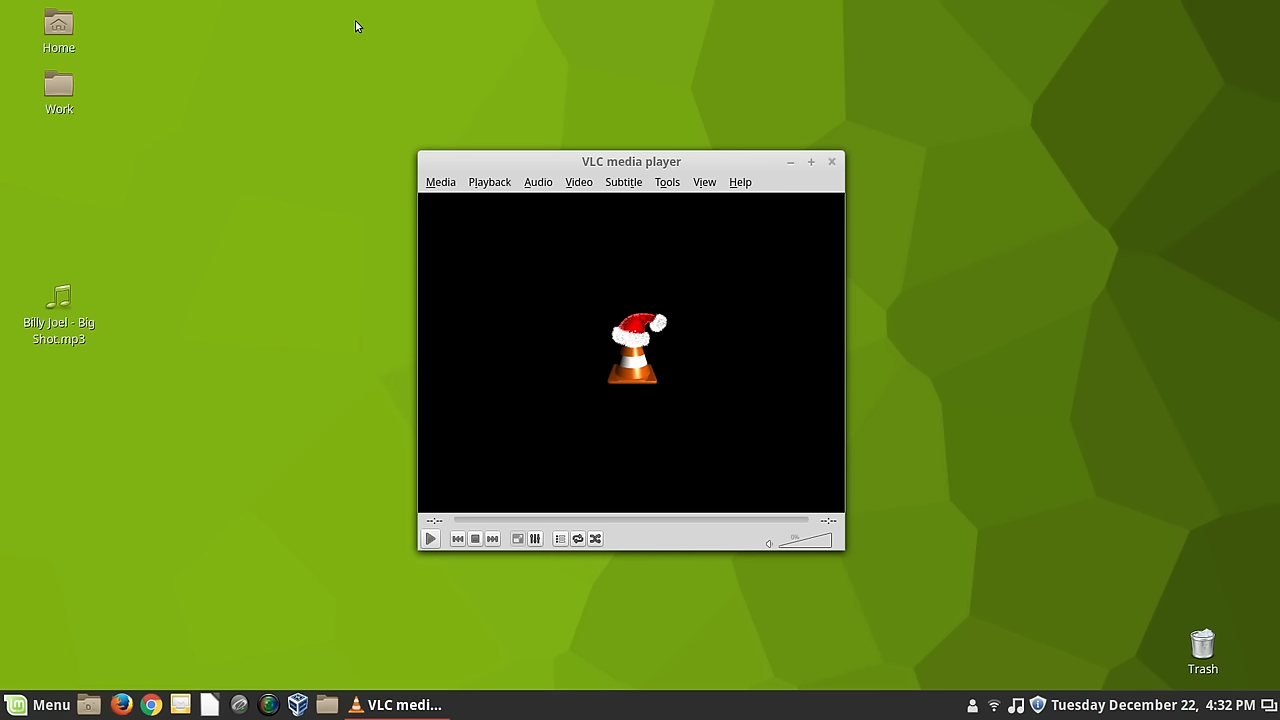 Home
Work
Billy Joel - Big
Shot.mp3
VLC media player
Media Playback Audio Video Subtitle Tools View Help
--:-- --:--
0%
Trash
Menu
VLC medi...
Tuesday December 22, 4:32 PM